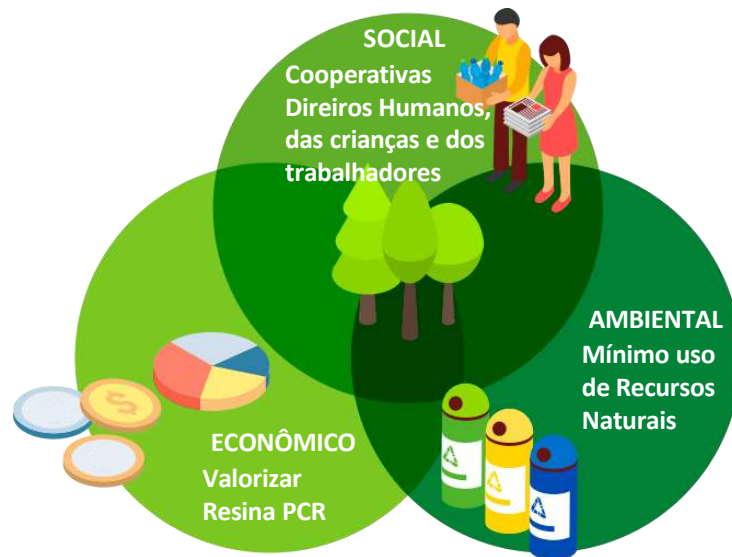 SOCIAL
Cooperativas
Direiros Humanos,
das crianças e dos
trabalhadores
AMBIENTAL
Mínimo uso
de Recursos
Naturais
ECONÔMICO
Valorizar
Resina PCR